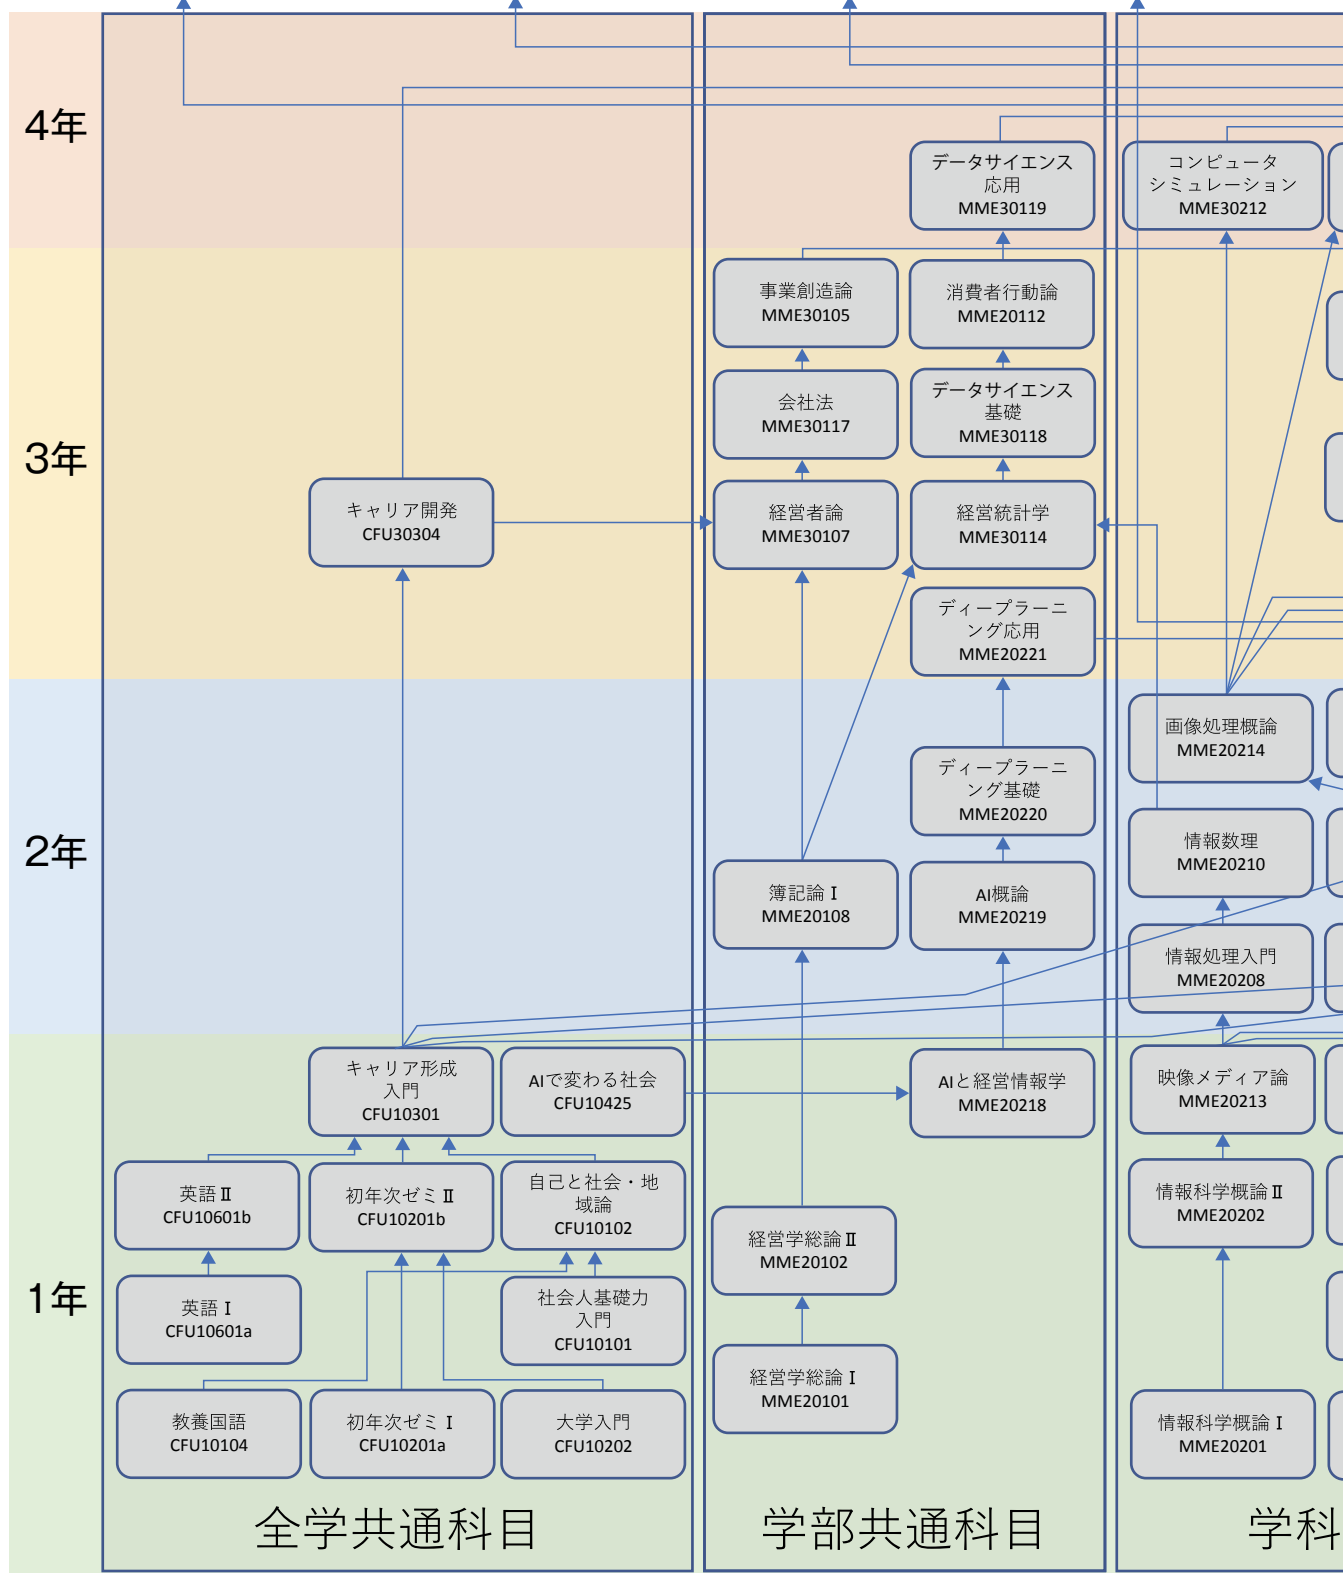 4年
データサイエンス
応用
MME30119
コンピュータ
シミュレーション
MME30212
3年
事業創造論
MME30105
消費者行動論
MME20112
会社法
MME30117
データサイエンス
基礎
MME30118
キャリア開発
CFU30304
経営者論
MME30107
経営統計学
MME30114
ディープラーニ
ング応用
MME20221
2年
画像処理概論
MME20214
ディープラーニ
ング基礎
MME20220
情報数理
MME20210
簿記論Ⅰ
MME20108
AI概論
MME20219
情報処理入門
MME20208
1年
キャリア形成
入門
CFU10301
AIで変わる社会
CFU10425
AIと経営情報学
MME20218
映像メディア論
MME20213
英語Ⅱ
CFU10601b
初年次ゼミⅡ
CFU10201b
自己と社会・地
域論
CFU10102
情報科学概論Ⅱ
MME20202
経営学総論Ⅱ
MME20102
英語Ⅰ
CFU10601a
社会人基礎力
入門
CFU10101
経営学総論Ⅰ
MME20101
教養国語
CFU10104
初年次ゼミⅠ
CFU10201a
大学入門
CFU10202
情報科学概論Ⅰ
MME20201
全学共通科目
学部共通科目
学科